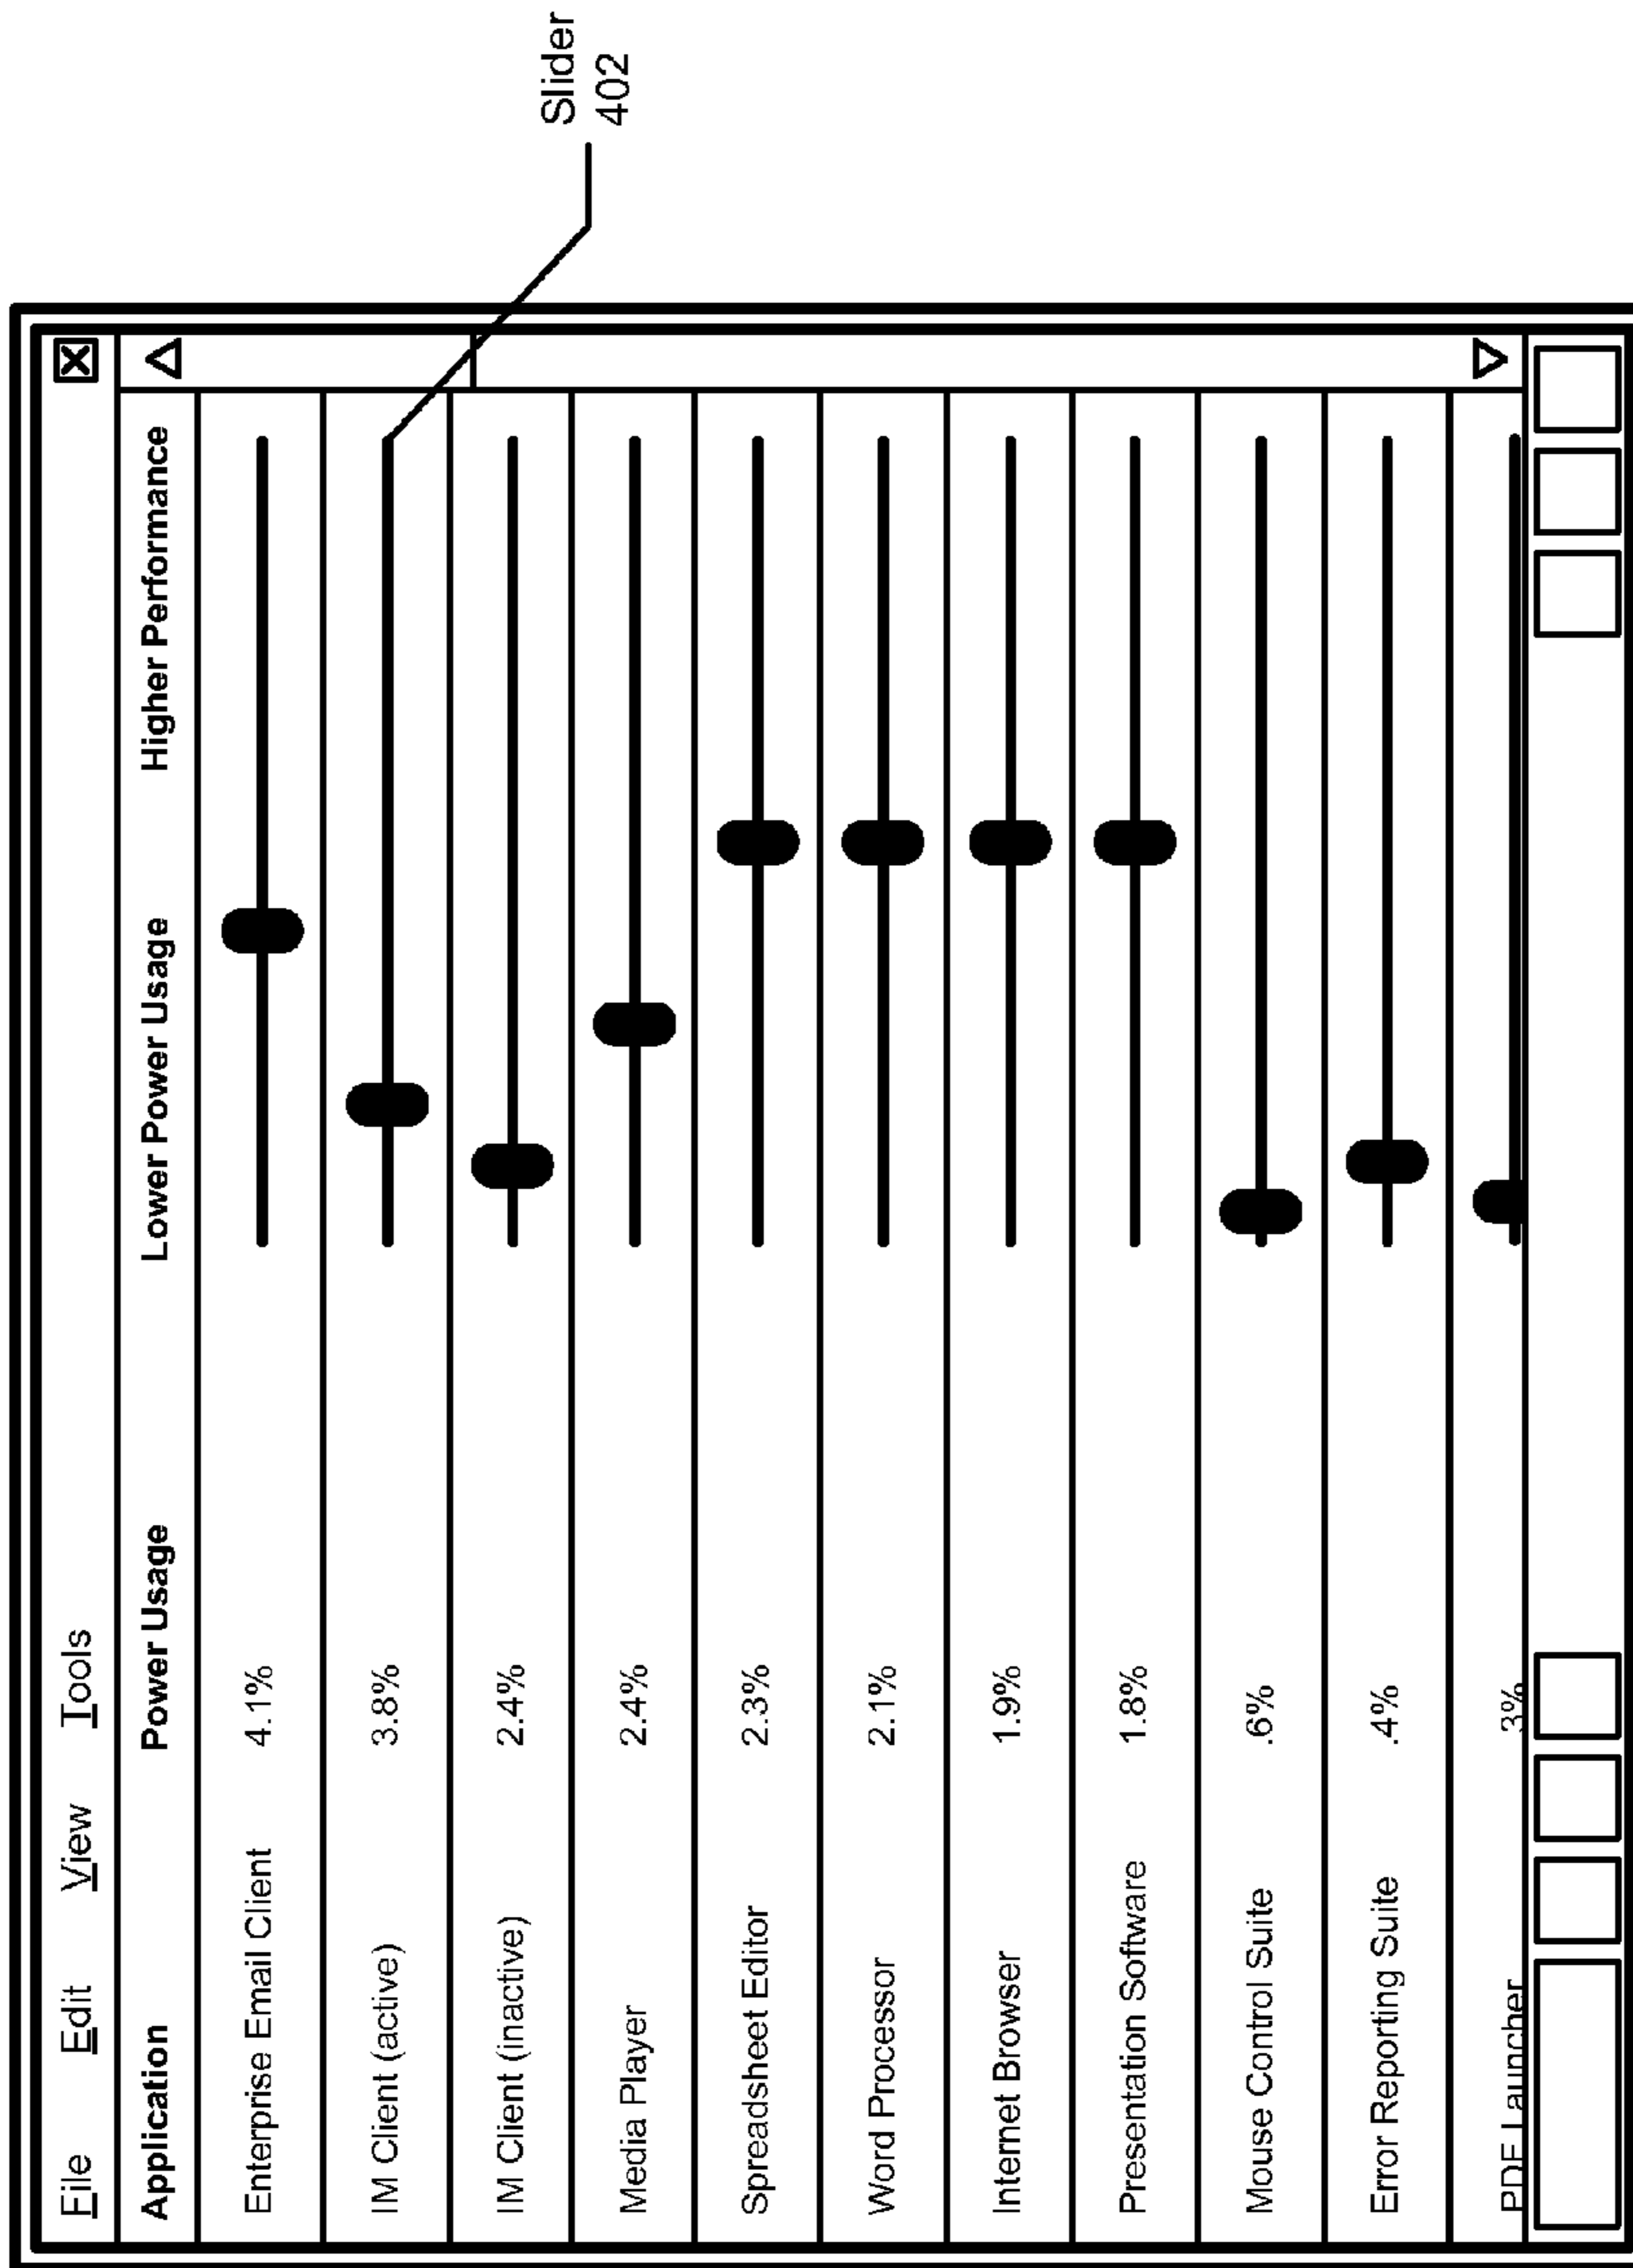 File Edit View Tools
Application Power Usage Lower Power Usage Higher Performance
Enterprise Email Client 4.1%
IM Client (active) 3.8%
IM Client (inactive) 2.4%
Media Player 2.4%
Spreadsheet Editor 2.3%
Word Processor 2.1%
Internet Browser 1.9%
Presentation Software 1.8%
Mouse Control Suite .6%
Error Reporting Suite .4%
PDF Launcher 3%
Slider
402